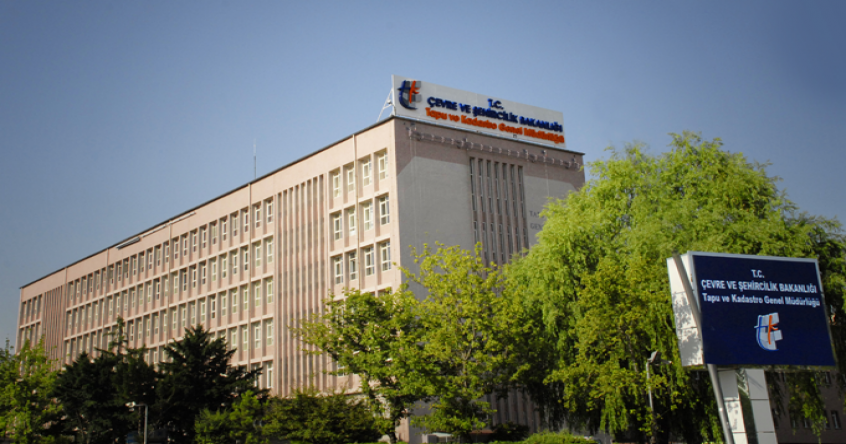 T.C.
ÇEVRE VE ŞEHİRCİLİK BAKANLIĞI
Tapu ve Kadastro Genel Müdürlüğü
T.C.
ÇEVRE VE ŞEHİRCİLİK BAKANLIĞI
Tapu ve Kadastro Genel Müdürlüğü